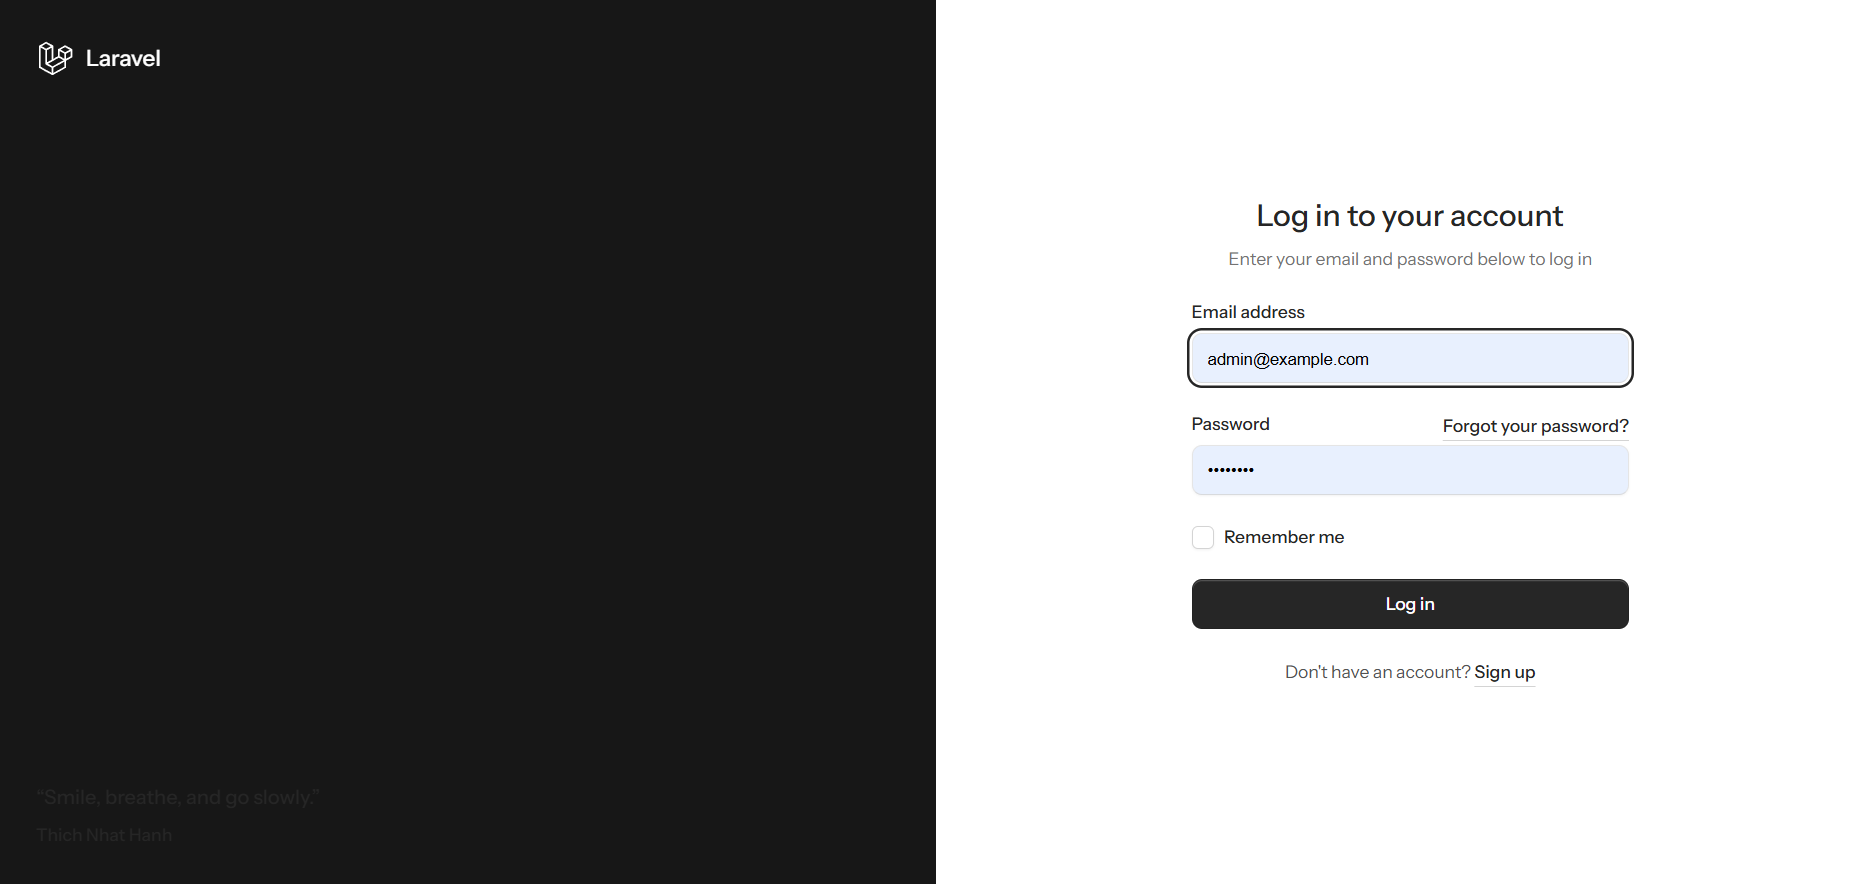 Laravel
“Smile, breathe, and go slowly.”
Thich Nhat Hanh
Log in to your account
Enter your email and password below to log in
Email address
admin@example.com
Password
Forgot your password?
••••••••
Remember me
Log in
Don't have an account? Sign up